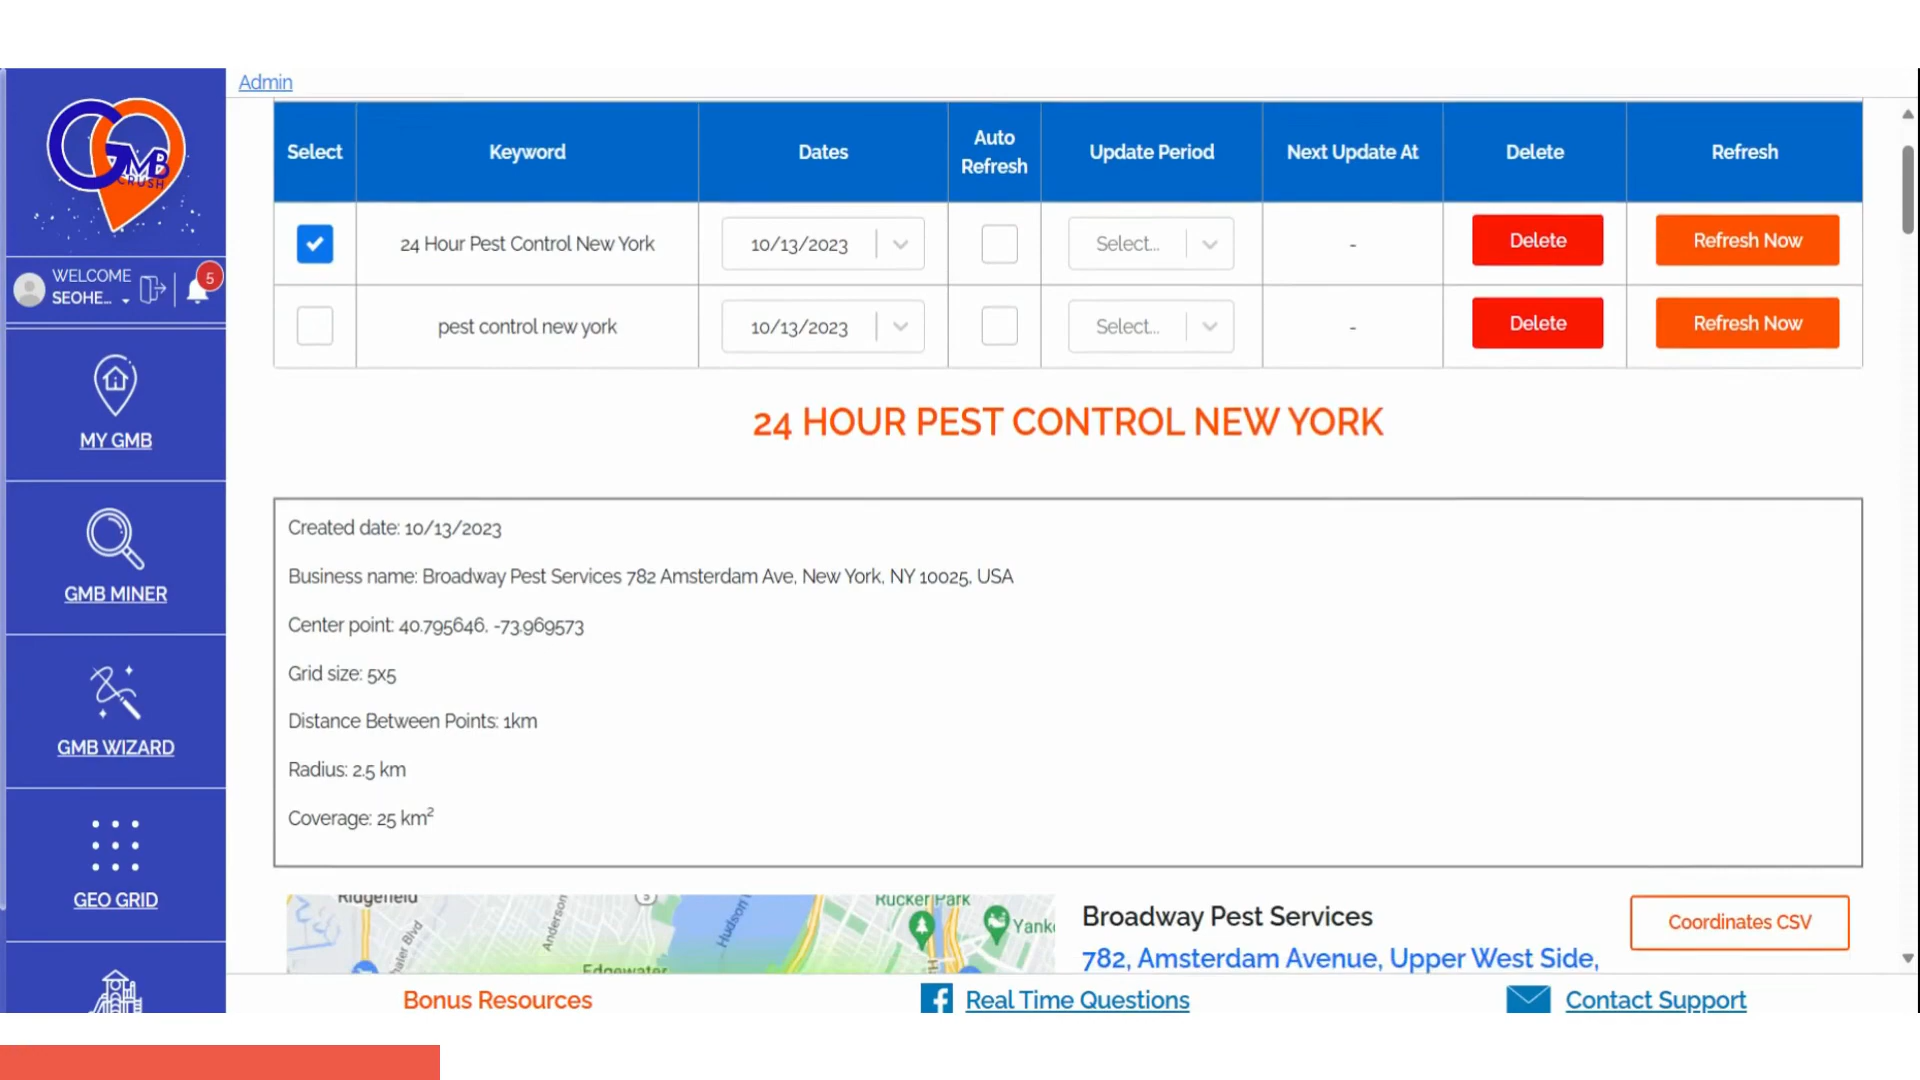 Admin
GMB
CRUSH
WELCOME
SEOHE...
5
MY GMB
GMB MINER
GMB WIZARD
GEO GRID
Select Keyword Dates Auto Refresh Update Period Next Update At Delete Refresh
24 Hour Pest Control New York 10/13/2023 Select... - Delete Refresh Now
pest control new york 10/13/2023 Select... - Delete Refresh Now
24 HOUR PEST CONTROL NEW YORK
Created date: 10/13/2023
Business name: Broadway Pest Services 782 Amsterdam Ave, New York, NY 10025, USA
Center point: 40.795646, -73.969573
Grid size: 5x5
Distance Between Points: 1km
Radius: 2.5 km
Coverage: 25 km²
Ridgefield
Anderson
Hudson
Rucker Park
Yank
Edgewater
Broadway Pest Services
782, Amsterdam Avenue, Upper West Side,
Coordinates CSV
Bonus Resources
Real Time Questions
Contact Support